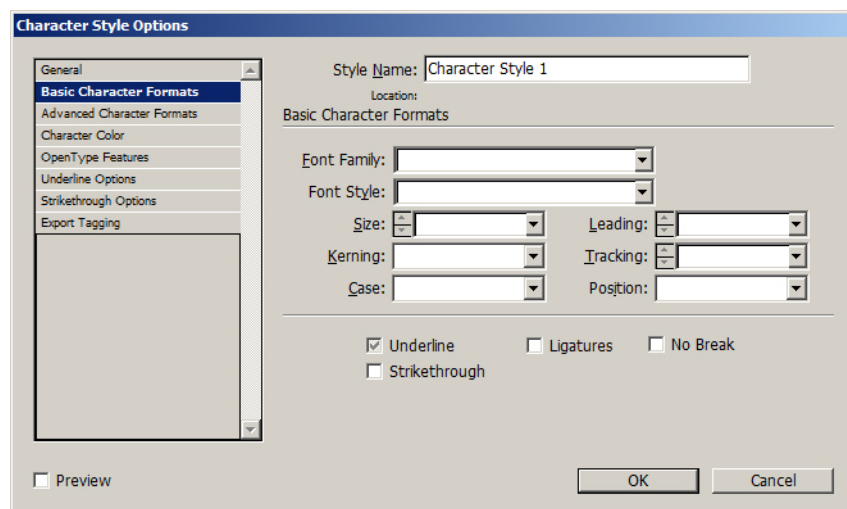 Character Style Options
General
Basic Character Formats
Advanced Character Formats
Character Color
OpenType Features
Underline Options
Strikethrough Options
Export Tagging
Style Name: Character Style 1
Location:
Basic Character Formats
Font Family:
Font Style:
Size: Leading:
Kerning: Tracking:
Case: Position:
Underline Ligatures No Break
Strikethrough
Preview OK Cancel